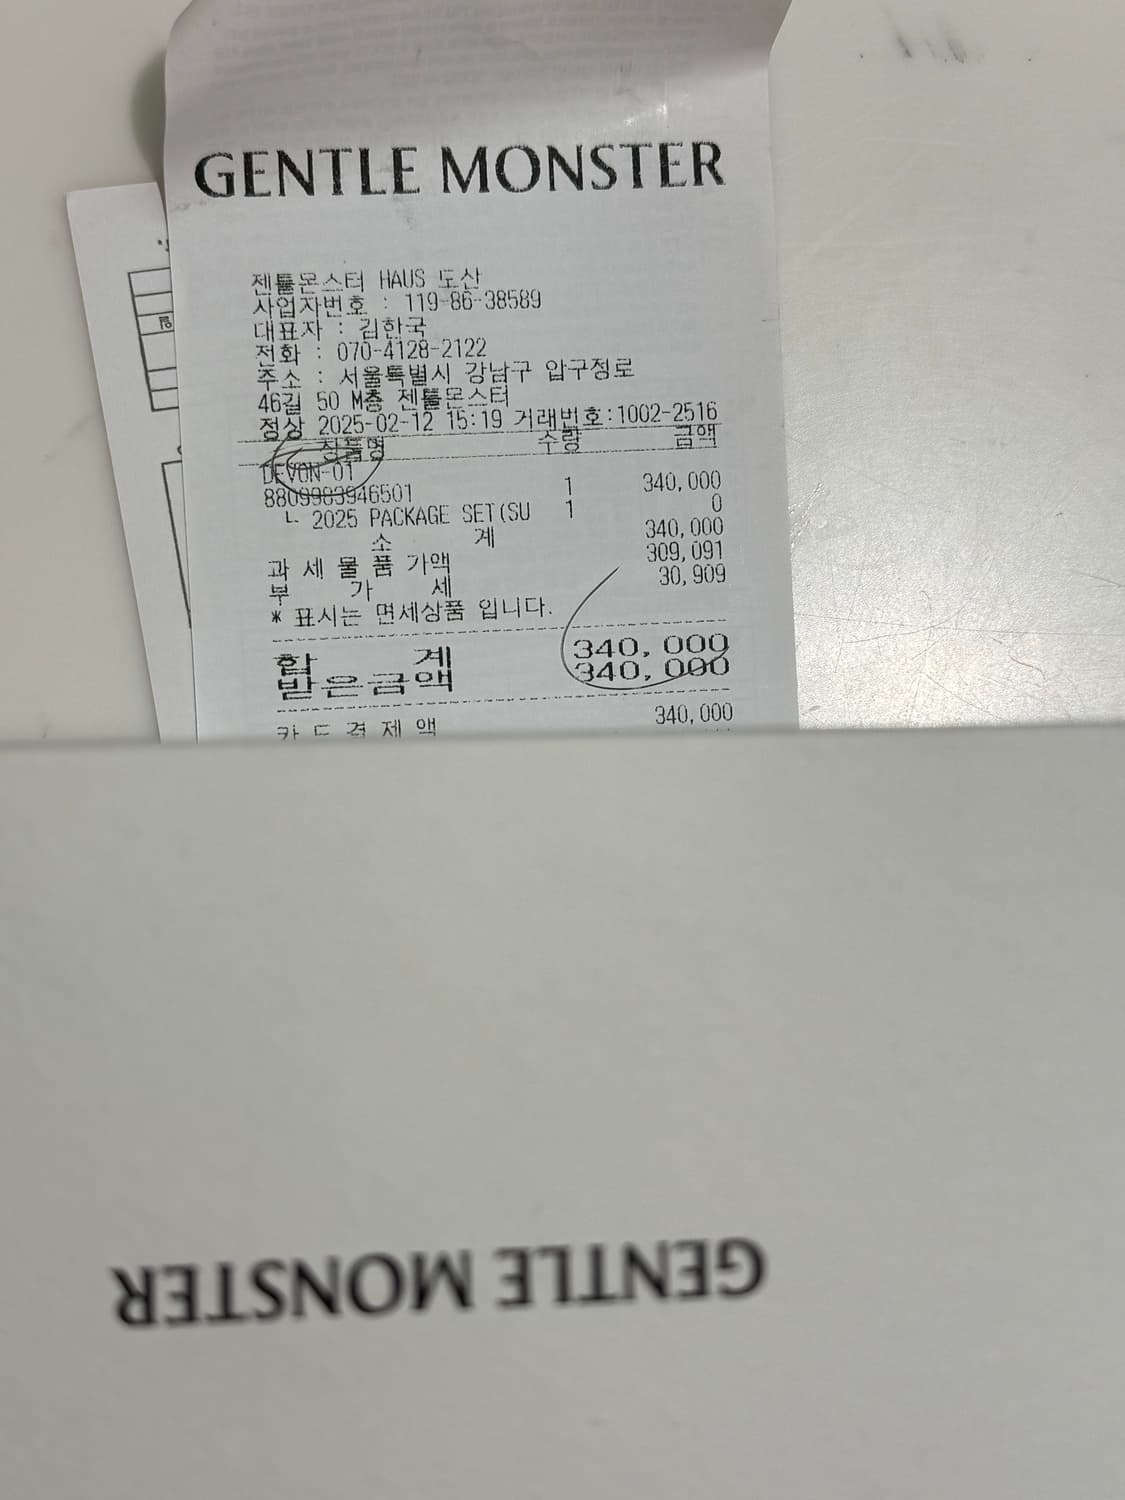 GENTLE MONSTER
젠틀몬스터 HAUS 도산
사업자번호 : 119-86-38589
대표자 : 김한국
전화 : 070-4128-2122
주소 : 서울특별시 강남구 압구정로
46길 50 M층 젠틀몬스터
정상 2025-02-12 15:19 거래번호:1002-2516
상품명 수량 금액
DEVON-01
8809983946501 1 340,000
└ 2025 PACKAGE SET(SU 1 0
소 계 340,000
과 세 물 품 가액 309,091
부 가 세 30,909
* 표시는 면세상품 입니다.
합 계 340,000
받은금액 340,000
카 드 결 제 액 340,000
GENTLE MONSTER